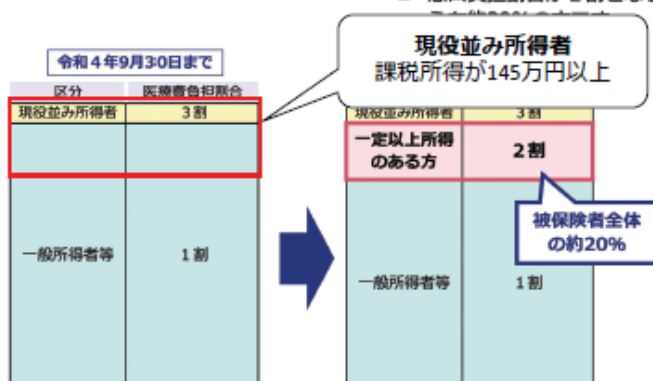 令和４年9月30日まで
区分
医療費負担割合
現役並み所得者
３割
一般所得者等
１割
現役並み所得者
課税所得が145万円以上
現役並み所得者
３割
一定以上所得
のある方
２割
被保険者全体
の約20%
一般所得者等
１割